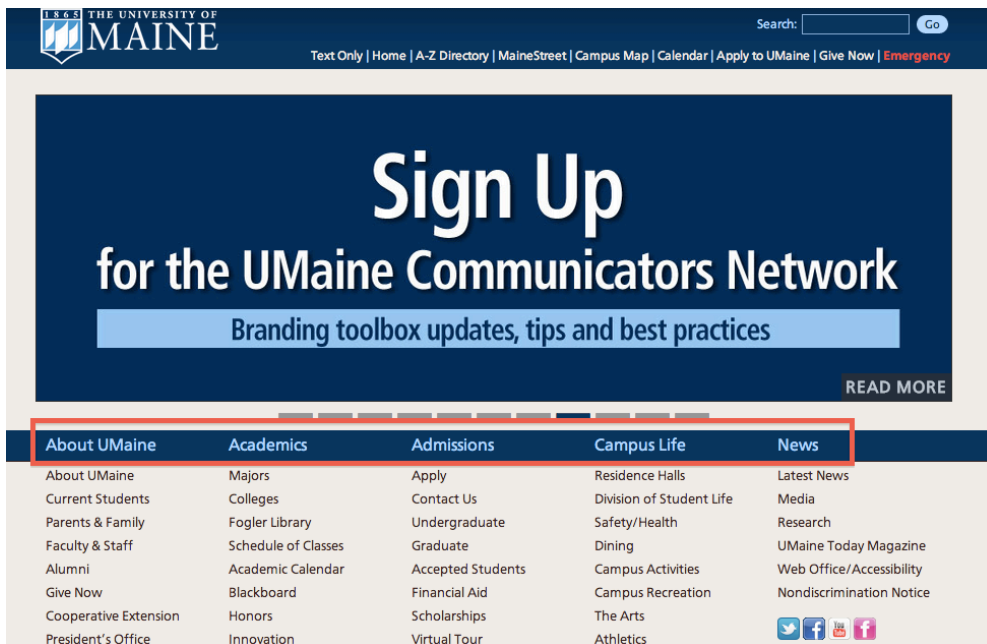 1865 THE UNIVERSITY OF
MAINE
Search: Go
Text Only | Home | A-Z Directory | MaineStreet | Campus Map | Calendar | Apply to UMaine | Give Now | Emergency
Sign Up
for the UMaine Communicators Network
Branding toolbox updates, tips and best practices
READ MORE
About UMaine Academics Admissions Campus Life News
About UMaine Majors Apply Residence Halls Latest News
Current Students Colleges Contact Us Division of Student Life Media
Parents & Family Fogler Library Undergraduate Safety/Health Research
Faculty & Staff Schedule of Classes Graduate Dining UMaine Today Magazine
Alumni Academic Calendar Accepted Students Campus Activities Web Office/Accessibility
Give Now Blackboard Financial Aid Campus Recreation Nondiscrimination Notice
Cooperative Extension Honors Scholarships The Arts
President's Office Innovation Virtual Tour Athletics